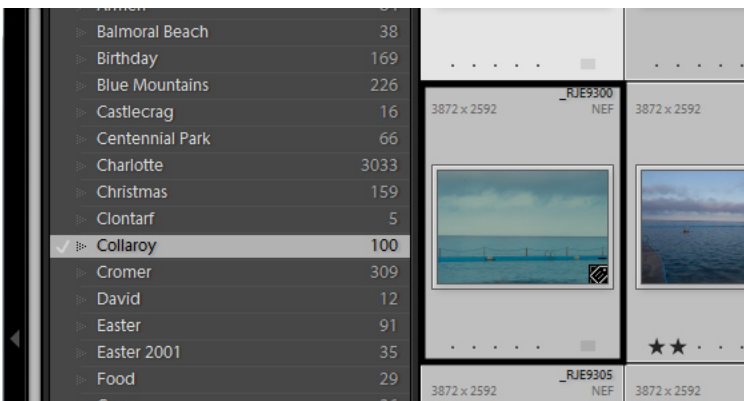 Balmoral Beach 38
Birthday 169
Blue Mountains 226
Castlecrag 16
Centennial Park 66
Charlotte 3033
Christmas 159
Clontarf 5
Collaroy 100
Cromer 309
David 12
Easter 91
Easter 2001 35
Food 29
_RJE9300
3872 x 2592 NEF
3872 x 2592
_RJE9305
3872 x 2592 NEF
3872 x 2592